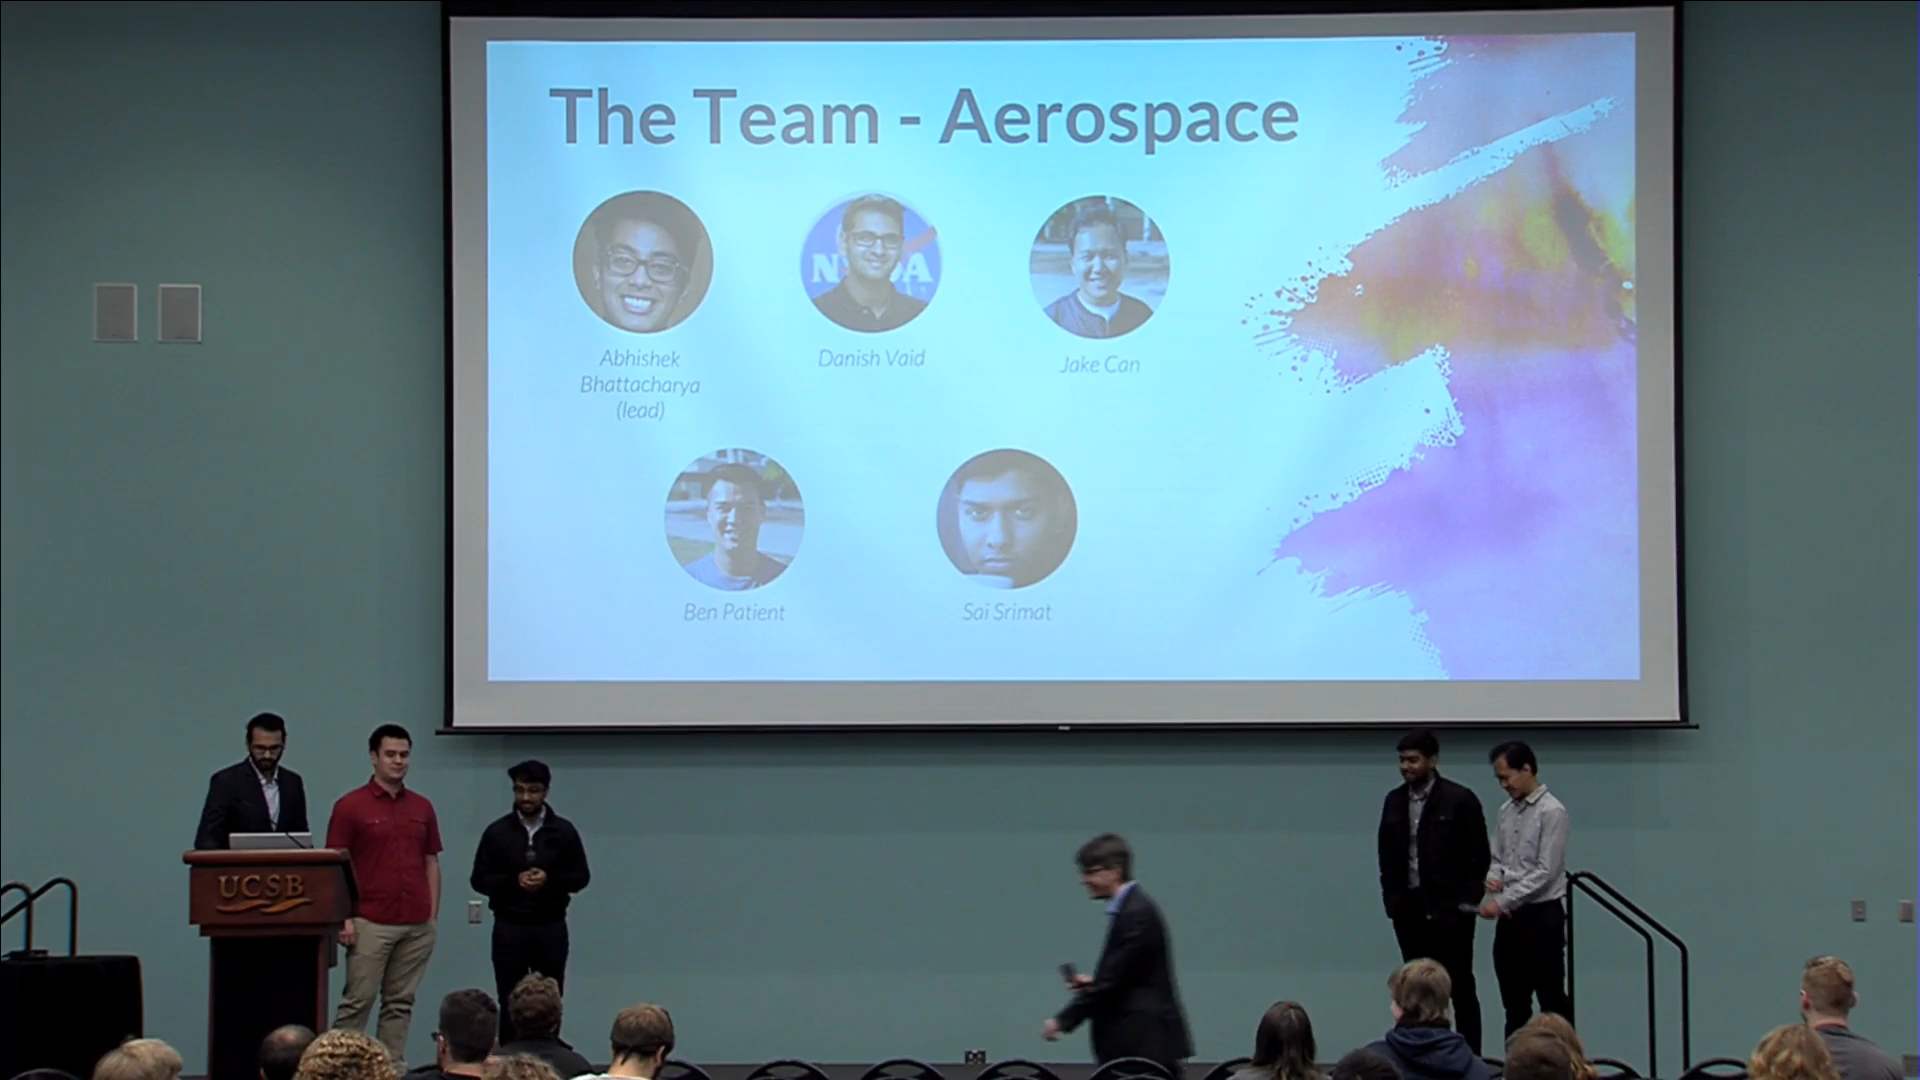 The Team - Aerospace
Abhishek
Bhattacharya
(lead)
Danish Vaid
Jake Can
Ben Patient
Sai Srimat
UCSB